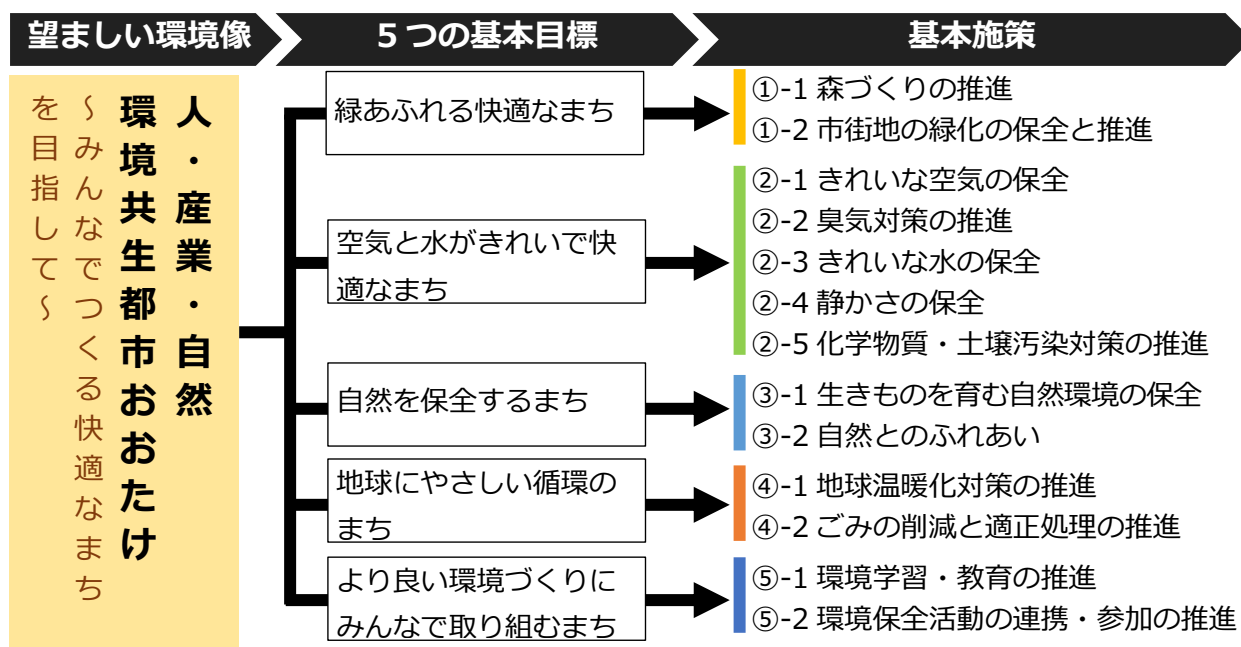 望ましい環境像
5つの基本目標
基本施策
人・産業・自然
環境共生都市おおたけ
～みんなでつくる快適なまち
を目指して～
緑あふれる快適なまち
①-1 森づくりの推進
①-2 市街地の緑化の保全と推進
空気と水がきれいで快
適なまち
②-1 きれいな空気の保全
②-2 臭気対策の推進
②-3 きれいな水の保全
②-4 静かさの保全
②-5 化学物質・土壌汚染対策の推進
自然を保全するまち
③-1 生きものを育む自然環境の保全
③-2 自然とのふれあい
地球にやさしい循環の
まち
④-1 地球温暖化対策の推進
④-2 ごみの削減と適正処理の推進
より良い環境づくりに
みんなで取り組むまち
⑤-1 環境学習・教育の推進
⑤-2 環境保全活動の連携・参加の推進